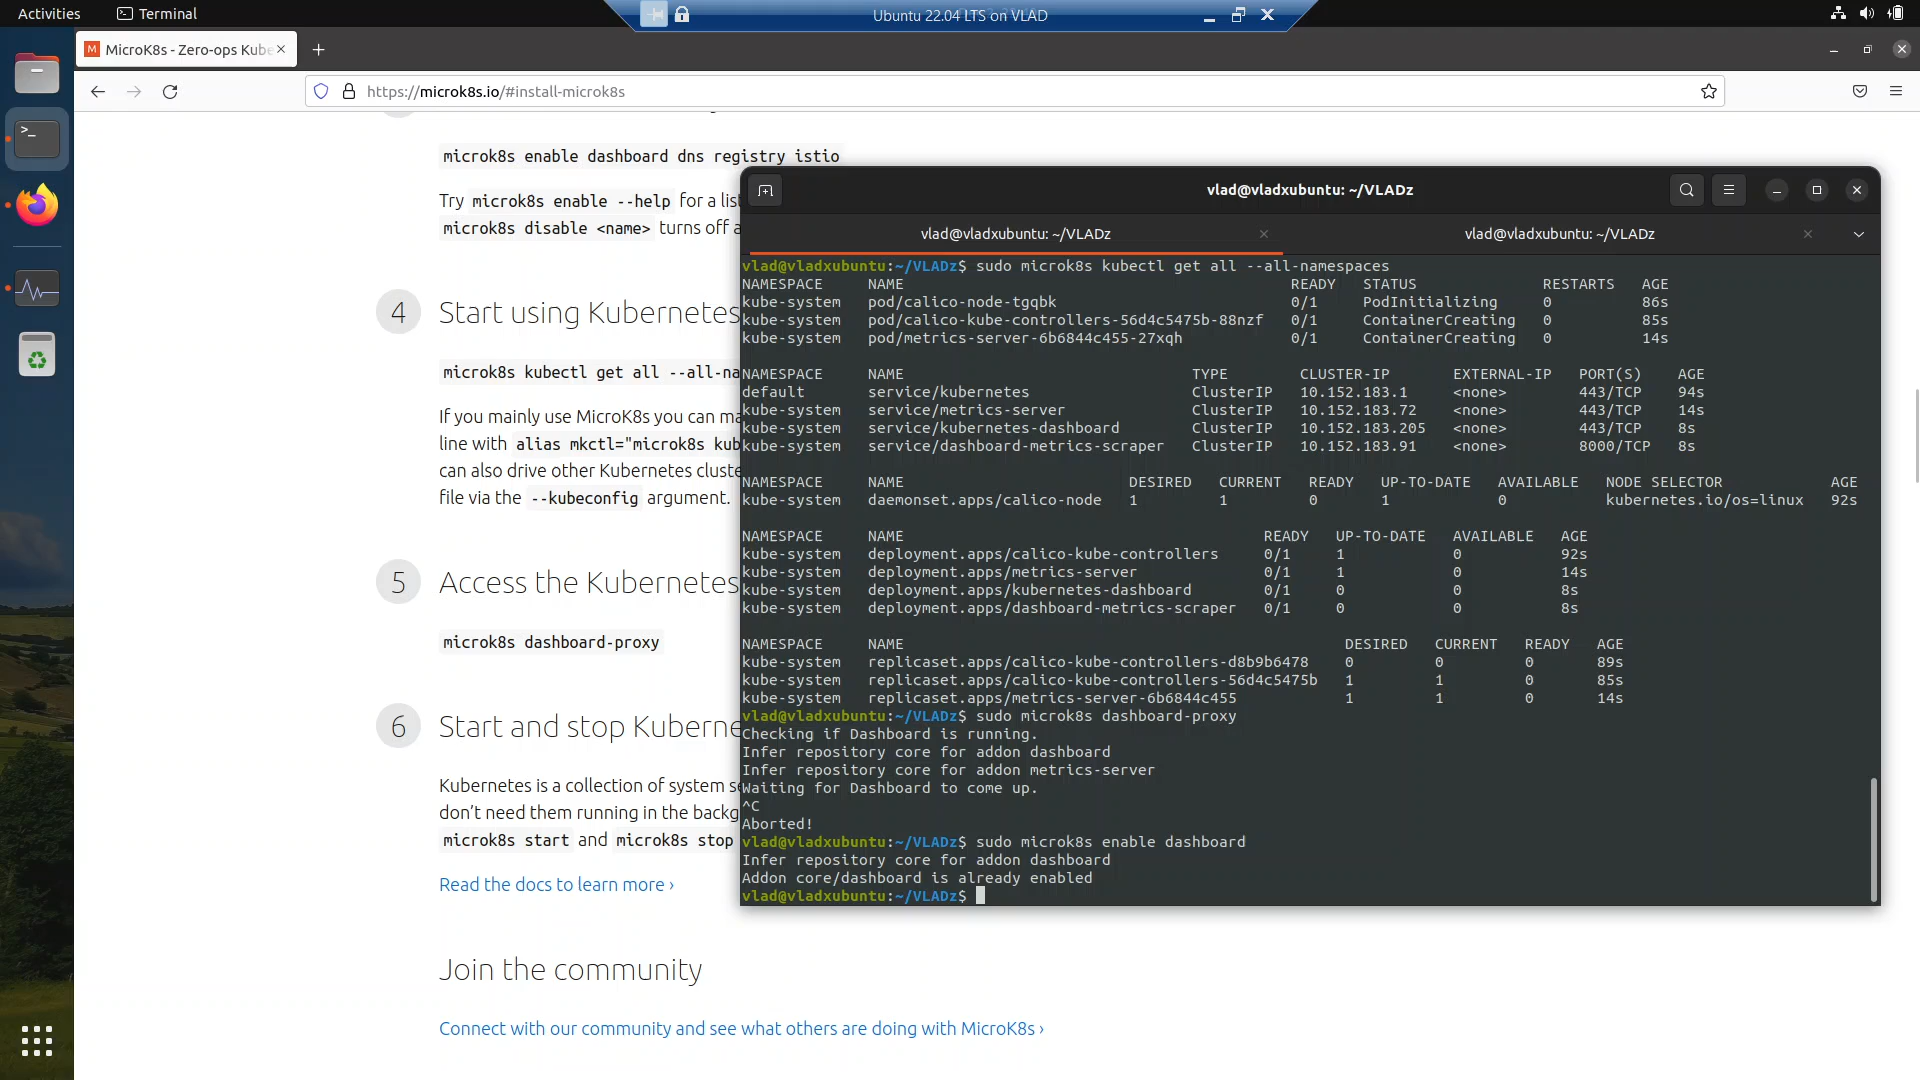 Activities
Terminal
Ubuntu 22.04 LTS on VLAD
M MicroK8s - Zero-ops Kube
https://microk8s.io/#install-microk8s
microk8s enable dashboard dns registry istio
Try microk8s enable --help for a list
microk8s disable <name> turns off a
4 Start using Kubernetes
microk8s kubectl get all --all-na
If you mainly use MicroK8s you can ma
line with alias mkctl="microk8s kub
can also drive other Kubernetes cluste
file via the --kubeconfig argument.
5 Access the Kubernetes
microk8s dashboard-proxy
6 Start and stop Kuberne
Kubernetes is a collection of system se
don’t need them running in the backg
microk8s start and microk8s stop
Read the docs to learn more ›
Join the community
Connect with our community and see what others are doing with MicroK8s ›
vlad@vladxubuntu: ~/VLADz
vlad@vladxubuntu: ~/VLADz
vlad@vladxubuntu: ~/VLADz
vlad@vladxubuntu:~/VLADz$ sudo microk8s kubectl get all --all-namespaces
NAMESPACE NAME READY STATUS RESTARTS AGE
kube-system pod/calico-node-tgqbk 0/1 PodInitializing 0 86s
kube-system pod/calico-kube-controllers-56d4c5475b-88nzf 0/1 ContainerCreating 0 85s
kube-system pod/metrics-server-6b6844c455-27xqh 0/1 ContainerCreating 0 14s
NAMESPACE NAME TYPE CLUSTER-IP EXTERNAL-IP PORT(S) AGE
default service/kubernetes ClusterIP 10.152.183.1 <none> 443/TCP 94s
kube-system service/metrics-server ClusterIP 10.152.183.72 <none> 443/TCP 14s
kube-system service/kubernetes-dashboard ClusterIP 10.152.183.205 <none> 443/TCP 8s
kube-system service/dashboard-metrics-scraper ClusterIP 10.152.183.91 <none> 8000/TCP 8s
NAMESPACE NAME DESIRED CURRENT READY UP-TO-DATE AVAILABLE NODE SELECTOR AGE
kube-system daemonset.apps/calico-node 1 1 0 1 0 kubernetes.io/os=linux 92s
NAMESPACE NAME READY UP-TO-DATE AVAILABLE AGE
kube-system deployment.apps/calico-kube-controllers 0/1 1 0 92s
kube-system deployment.apps/metrics-server 0/1 1 0 14s
kube-system deployment.apps/kubernetes-dashboard 0/1 0 0 8s
kube-system deployment.apps/dashboard-metrics-scraper 0/1 0 0 8s
NAMESPACE NAME DESIRED CURRENT READY AGE
kube-system replicaset.apps/calico-kube-controllers-d8b9b6478 0 0 0 89s
kube-system replicaset.apps/calico-kube-controllers-56d4c5475b 1 1 0 85s
kube-system replicaset.apps/metrics-server-6b6844c455 1 1 0 14s
vlad@vladxubuntu:~/VLADz$ sudo microk8s dashboard-proxy
Checking if Dashboard is running.
Infer repository core for addon dashboard
Infer repository core for addon metrics-server
Waiting for Dashboard to come up.
^C
Aborted!
vlad@vladxubuntu:~/VLADz$ sudo microk8s enable dashboard
Infer repository core for addon dashboard
Addon core/dashboard is already enabled
vlad@vladxubuntu:~/VLADz$